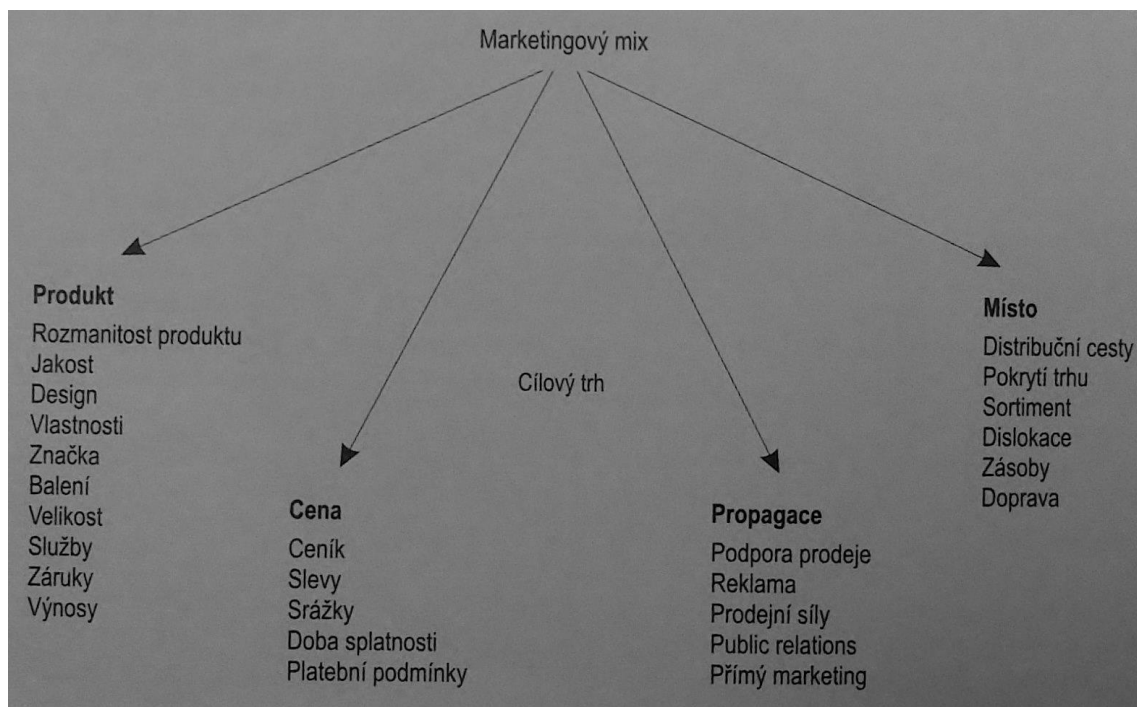 Marketingový mix
Produkt
Rozmanitost produktu
Jakost
Design
Vlastnosti
Značka
Balení
Velikost
Služby
Záruky
Výnosy
Cílový trh
Cena
Ceník
Slevy
Srážky
Doba splatnosti
Platební podmínky
Propagace
Podpora prodeje
Reklama
Prodejní síly
Public relations
Přímý marketing
Místo
Distribuční cesty
Pokrytí trhu
Sortiment
Dislokace
Zásoby
Doprava